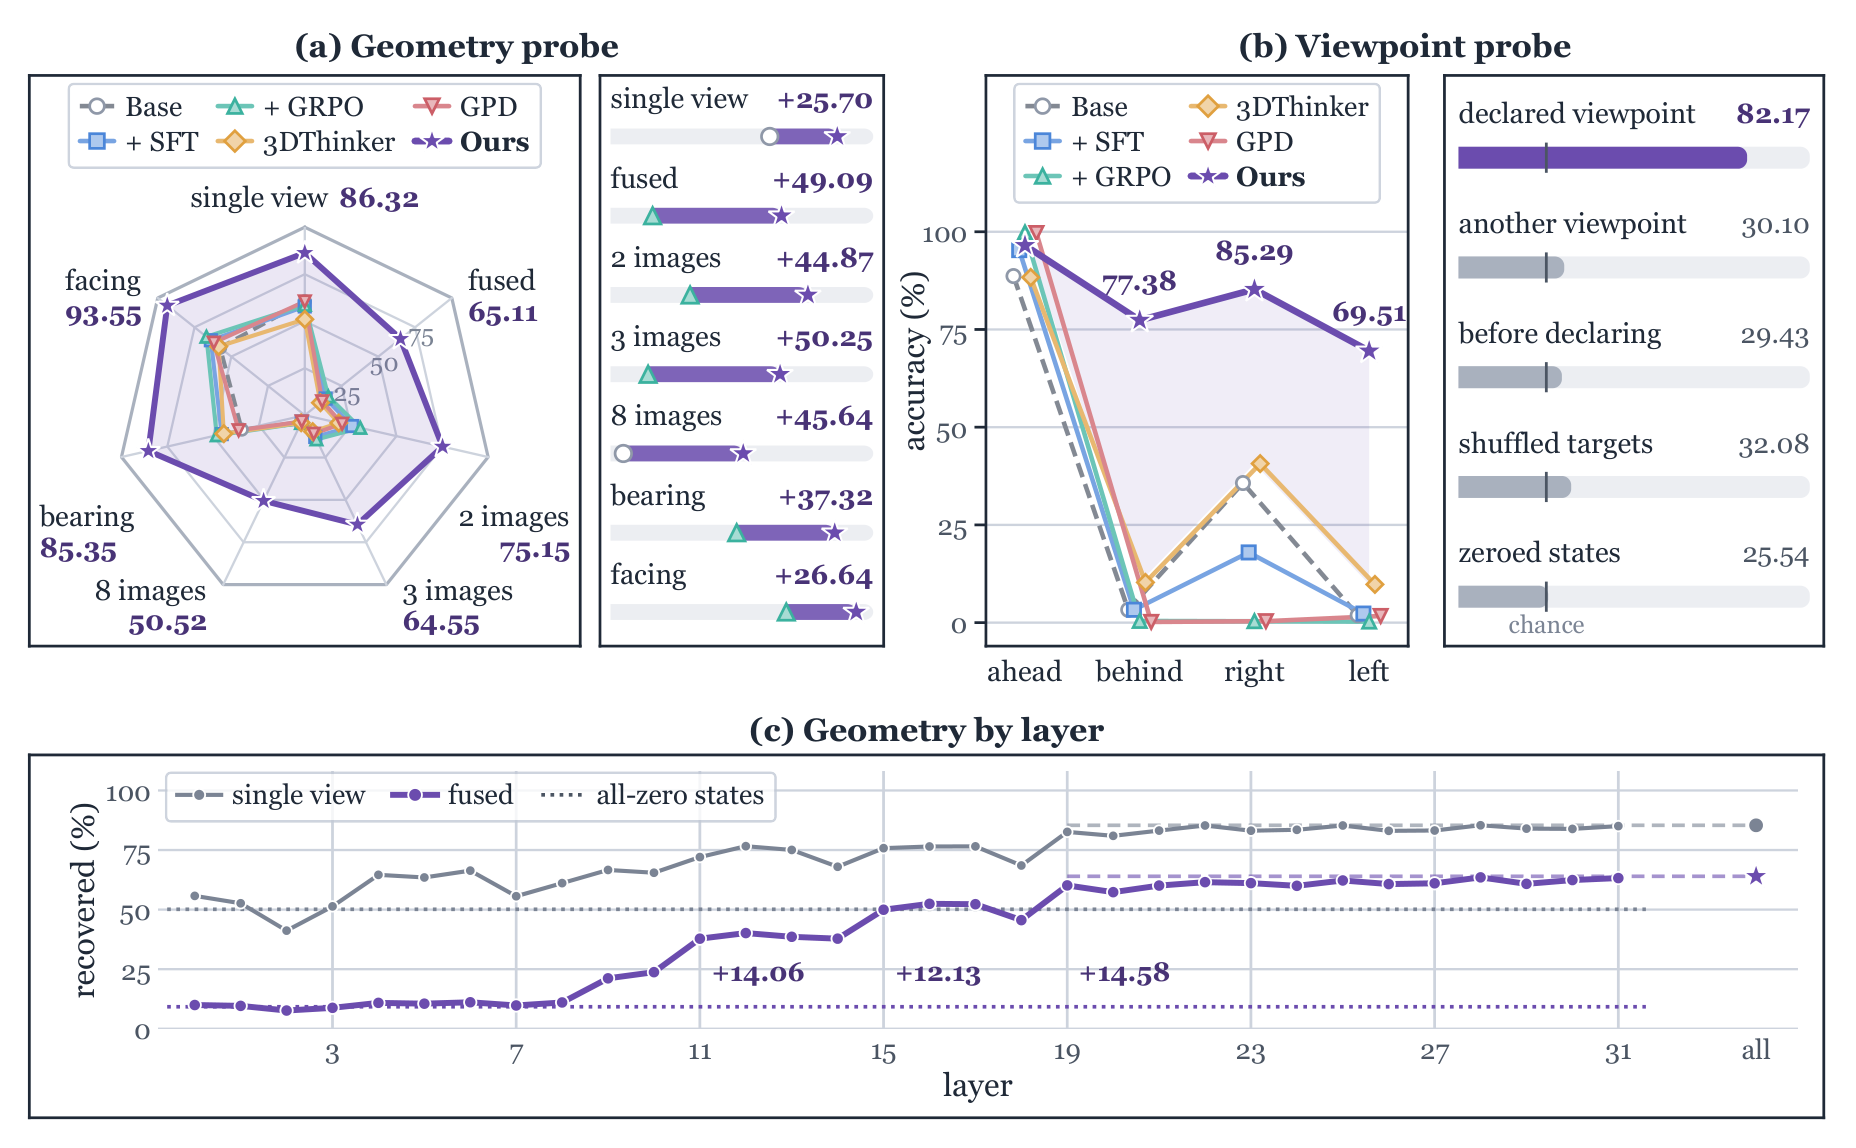 (a) Geometry probe
Base
+ GRPO
GPD
+ SFT
3DThinker
Ours
single view 86.32
facing
93.55
fused
65.11
75
50
25
bearing
85.35
2 images
75.15
8 images
50.52
3 images
64.55
single view +25.70
fused +49.09
2 images +44.87
3 images +50.25
8 images +45.64
bearing +37.32
facing +26.64
(b) Viewpoint probe
Base
3DThinker
+ SFT
GPD
+ GRPO
Ours
accuracy (%)
100
75
50
25
0
77.38
85.29
69.51
ahead behind right left
declared viewpoint 82.17
another viewpoint 30.10
before declaring 29.43
shuffled targets 32.08
zeroed states 25.54
chance
(c) Geometry by layer
single view fused all-zero states
recovered (%)
100
75
50
25
0
+14.06 +12.13 +14.58
3 7 11 15 19 23 27 31 all
layer